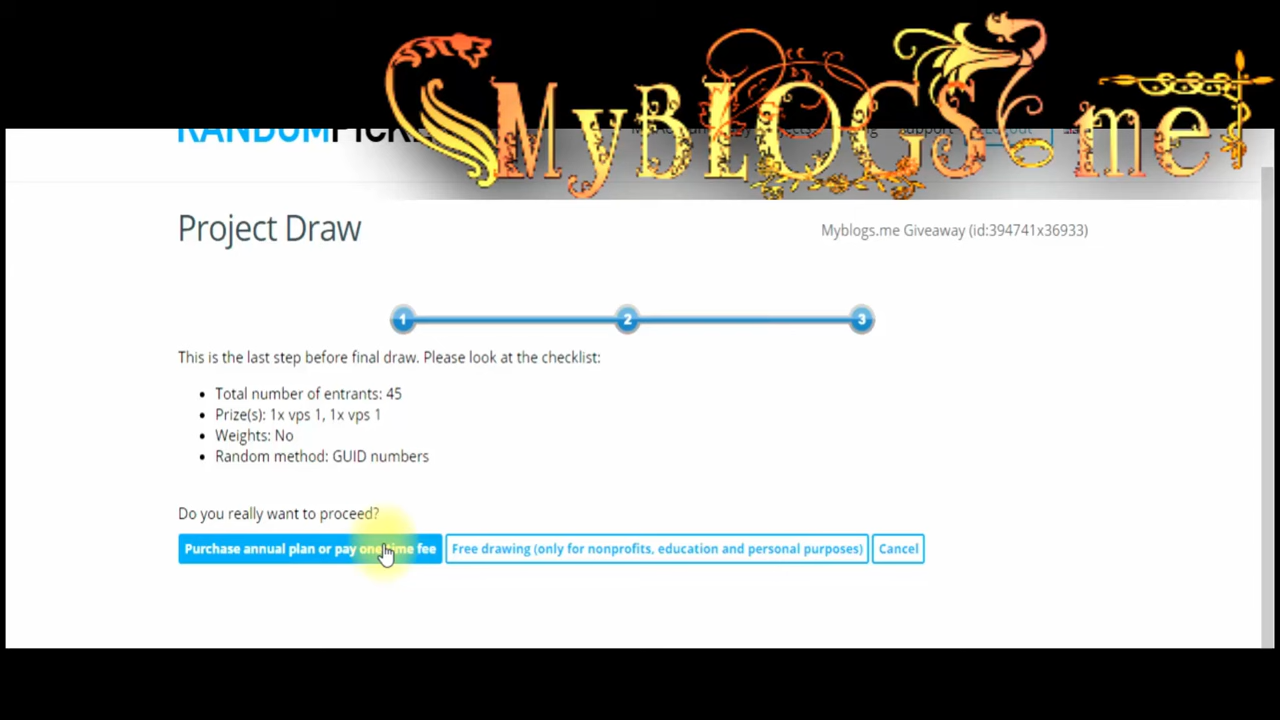 MyBLOGS me
RANDOMPICK
Project Draw
Myblogs.me Giveaway (id:394741x36933)
1 2 3
This is the last step before final draw. Please look at the checklist:
• Total number of entrants: 45
• Prize(s): 1x vps 1, 1x vps 1
• Weights: No
• Random method: GUID numbers
Do you really want to proceed?
Purchase annual plan or pay one time fee Free drawing (only for nonprofits, education and personal purposes) Cancel